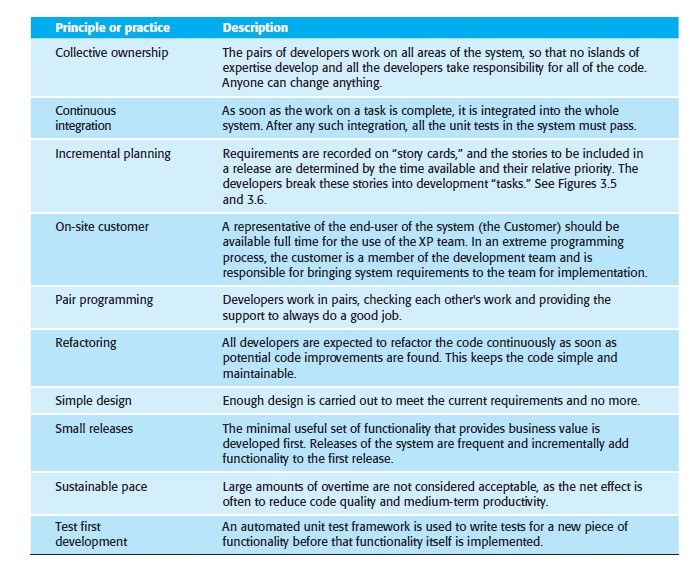 Principle or practice Description
Collective ownership The pairs of developers work on all areas of the system, so that no islands of
expertise develop and all the developers take responsibility for all of the code.
Anyone can change anything.
Continuous As soon as the work on a task is complete, it is integrated into the whole
integration system. After any such integration, all the unit tests in the system must pass.
Incremental planning Requirements are recorded on “story cards,” and the stories to be included in
a release are determined by the time available and their relative priority. The
developers break these stories into development “tasks.” See Figures 3.5
and 3.6.
On-site customer A representative of the end-user of the system (the Customer) should be
available full time for the use of the XP team. In an extreme programming
process, the customer is a member of the development team and is
responsible for bringing system requirements to the team for implementation.
Pair programming Developers work in pairs, checking each other's work and providing the
support to always do a good job.
Refactoring All developers are expected to refactor the code continuously as soon as
potential code improvements are found. This keeps the code simple and
maintainable.
Simple design Enough design is carried out to meet the current requirements and no more.
Small releases The minimal useful set of functionality that provides business value is
developed first. Releases of the system are frequent and incrementally add
functionality to the first release.
Sustainable pace Large amounts of overtime are not considered acceptable, as the net effect is
often to reduce code quality and medium-term productivity.
Test first An automated unit test framework is used to write tests for a new piece of
development functionality before that functionality itself is implemented.